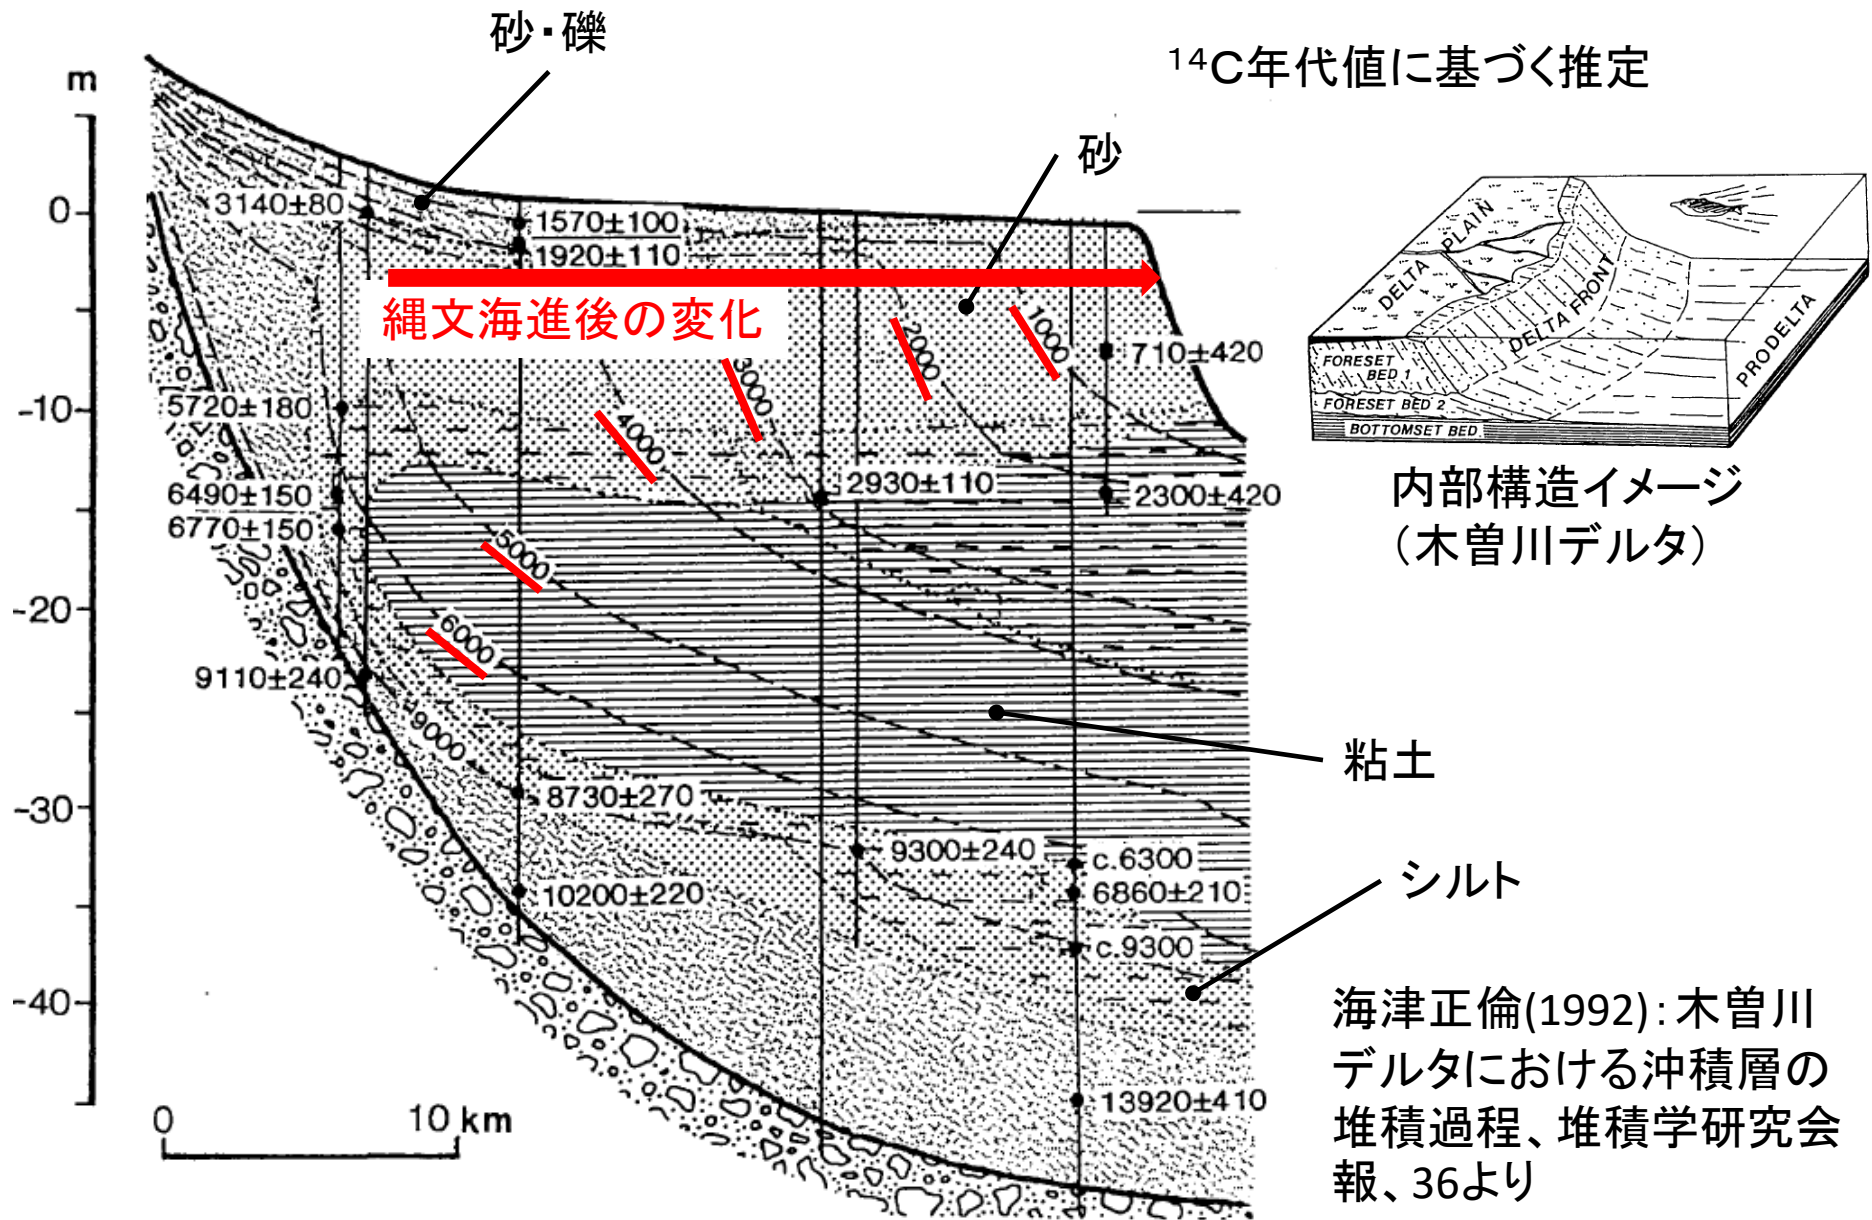 砂・礫
¹⁴C年代値に基づく推定
m
砂
0
3140±80
1570±100
1920±110
縄文海進後の変化
1000
2000
3000
4000
5000
6000
9000
710±420
-10
5720±180
6490±150
6770±150
2930±110
2300±420
-20
9110±240
粘土
-30
8730±270
9300±240
c.6300
6860±210
c.9300
10200±220
シルト
-40
13920±410
0
10 km
DELTA PLAIN
DELTA FRONT
PRODELTA
FORESET
BED 1
FORESET BED 2
BOTTOMSET BED
内部構造イメージ
（木曽川デルタ）
海津正倫(1992)：木曽川
デルタにおける沖積層の
堆積過程、堆積学研究会
報、36より